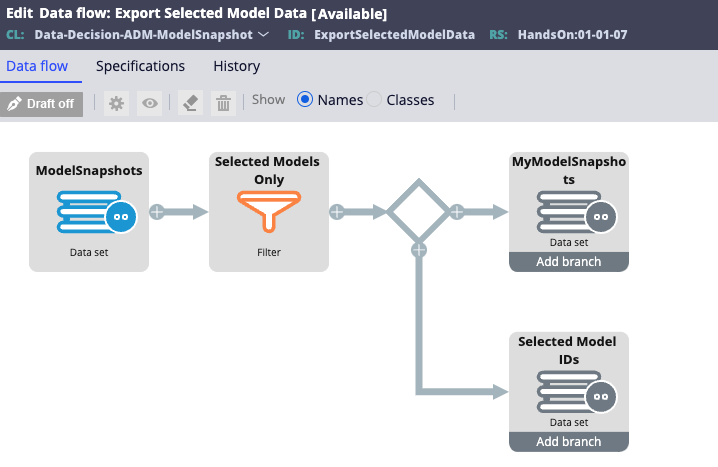 Edit Data flow: Export Selected Model Data [Available]
CL: Data-Decision-ADM-ModelSnapshot ID: ExportSelectedModelData RS: HandsOn:01-01-07
Data flow Specifications History
Draft off Show Names Classes
ModelSnapshots
Data set
Selected Models
Only
Filter
MyModelSnapsho
ts
Data set
Add branch
Selected Model
IDs
Data set
Add branch